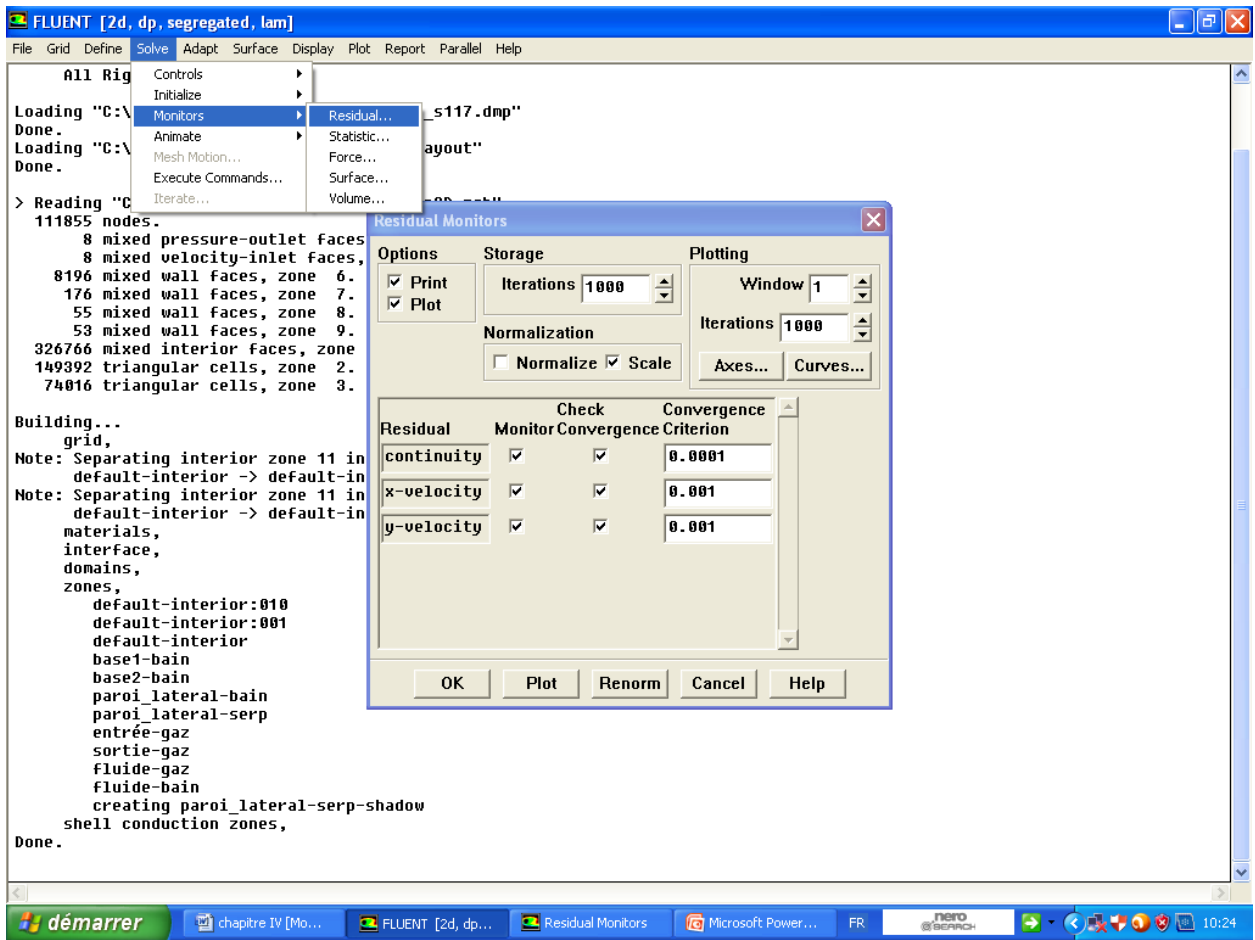 FLUENT [2d, dp, segregated, lam]
File Grid Define Solve Adapt Surface Display Plot Report Parallel Help
All Rig
Controls
Initialize
Monitors
Animate
Mesh Motion...
Execute Commands...
Iterate...
Residual...
Statistic...
Force...
Surface...
Volume...
Loading "C:\ _s117.dmp"
Done.
Loading "C:\ ayout"
Done.
> Reading "C
111855 nodes.
8 mixed pressure-outlet faces
8 mixed velocity-inlet faces,
8196 mixed wall faces, zone 6.
176 mixed wall faces, zone 7.
55 mixed wall faces, zone 8.
53 mixed wall faces, zone 9.
326766 mixed interior faces, zone
149392 triangular cells, zone 2.
74016 triangular cells, zone 3.
Building...
grid,
Note: Separating interior zone 11 in
default-interior -> default-in
Note: Separating interior zone 11 in
default-interior -> default-in
materials,
interface,
domains,
zones,
default-interior:010
default-interior:001
default-interior
base1-bain
base2-bain
paroi_lateral-bain
paroi_lateral-serp
entrée-gaz
sortie-gaz
fluide-gaz
fluide-bain
creating paroi_lateral-serp-shadow
shell conduction zones,
Done.
Residual Monitors
Options
Print
Plot
Storage
Iterations 1000
Normalization
Normalize Scale
Plotting
Window 1
Iterations 1000
Axes... Curves...
Residual Monitor Check Convergence Convergence Criterion
continuity 0.0001
x-velocity 0.001
y-velocity 0.001
OK Plot Renorm Cancel Help
démarrer chapitre IV [Mo... FLUENT [2d, dp... Residual Monitors Microsoft Power... FR nero SEARCH 10:24